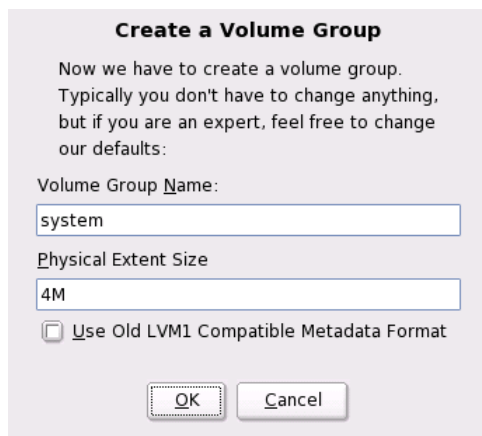 Create a Volume Group
Now we have to create a volume group.
Typically you don't have to change anything,
but if you are an expert, feel free to change
our defaults:
Volume Group Name:
system
Physical Extent Size
4M
Use Old LVM1 Compatible Metadata Format
OK
Cancel